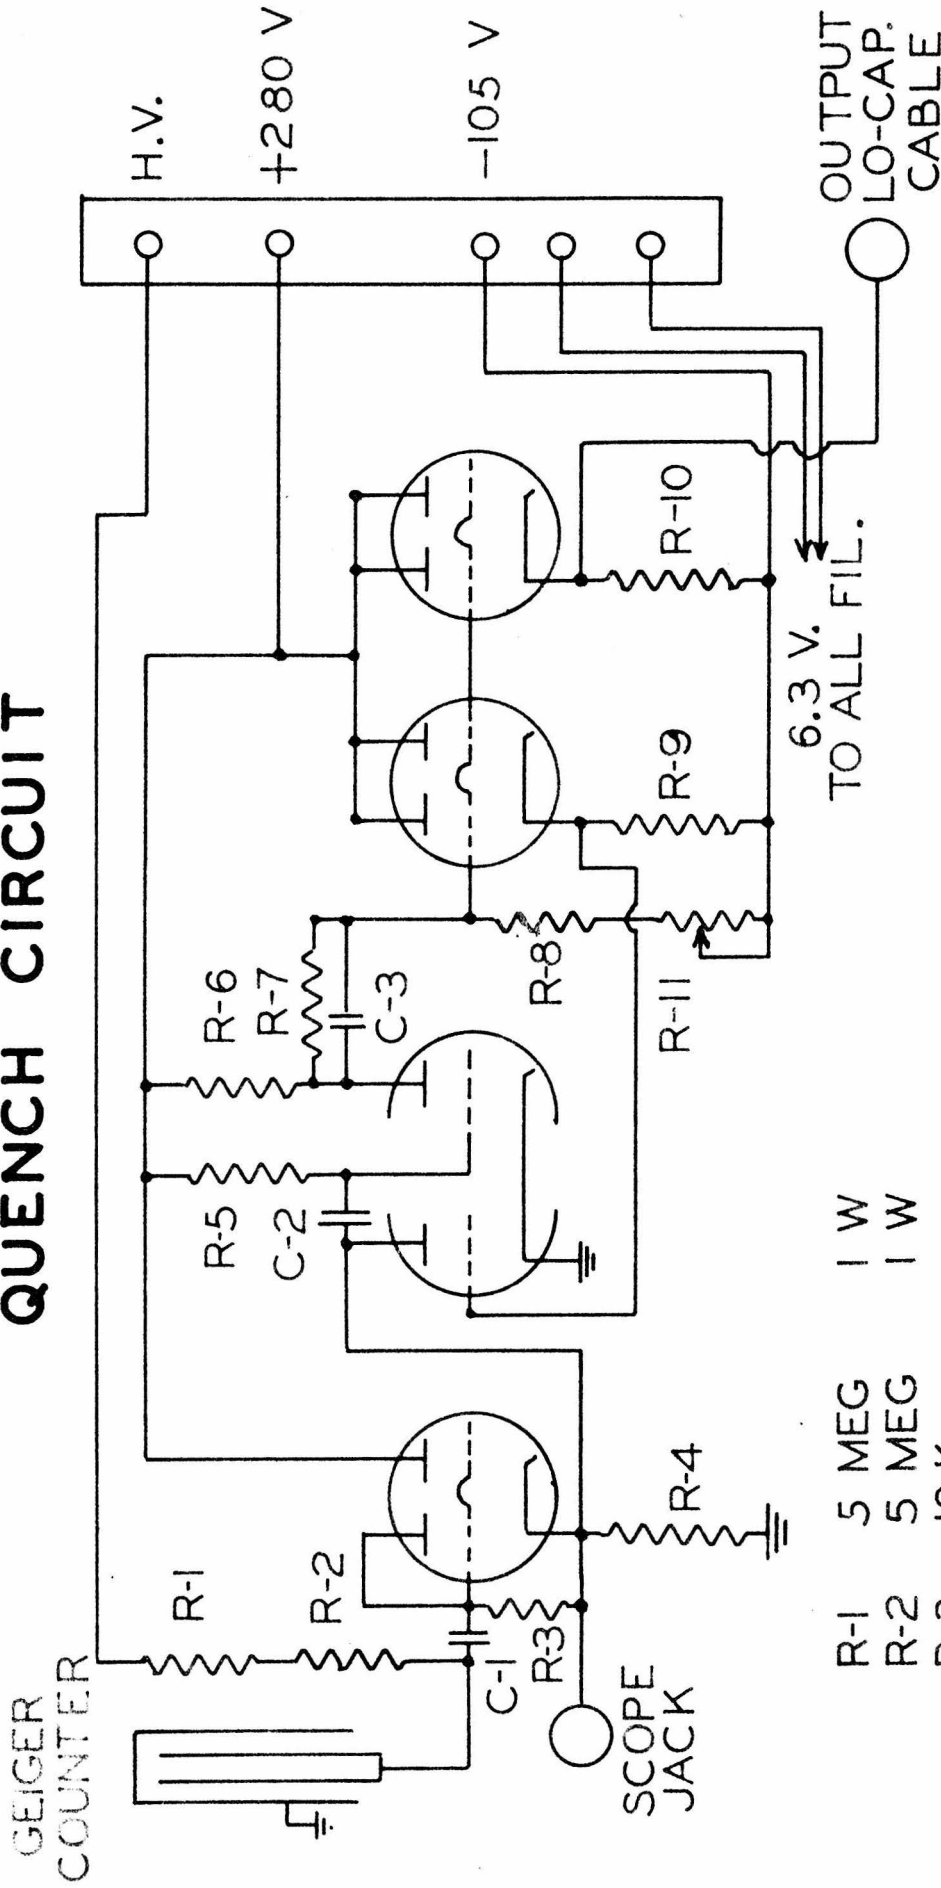 QUENCH CIRCUIT
GEIGER
COUNTER
H.V.
+280 V
-105 V
R-1
R-2
C-1
R-3
R-4
SCOPE
JACK
R-5
C-2
R-6
R-7
C-3
R-8
R-11
R-9
R-10
6.3 V.
TO ALL FIL.
OUTPUT
LO-CAP.
CABLE
R-1 5 MEG 1 W
R-2 5 MEG 1 W